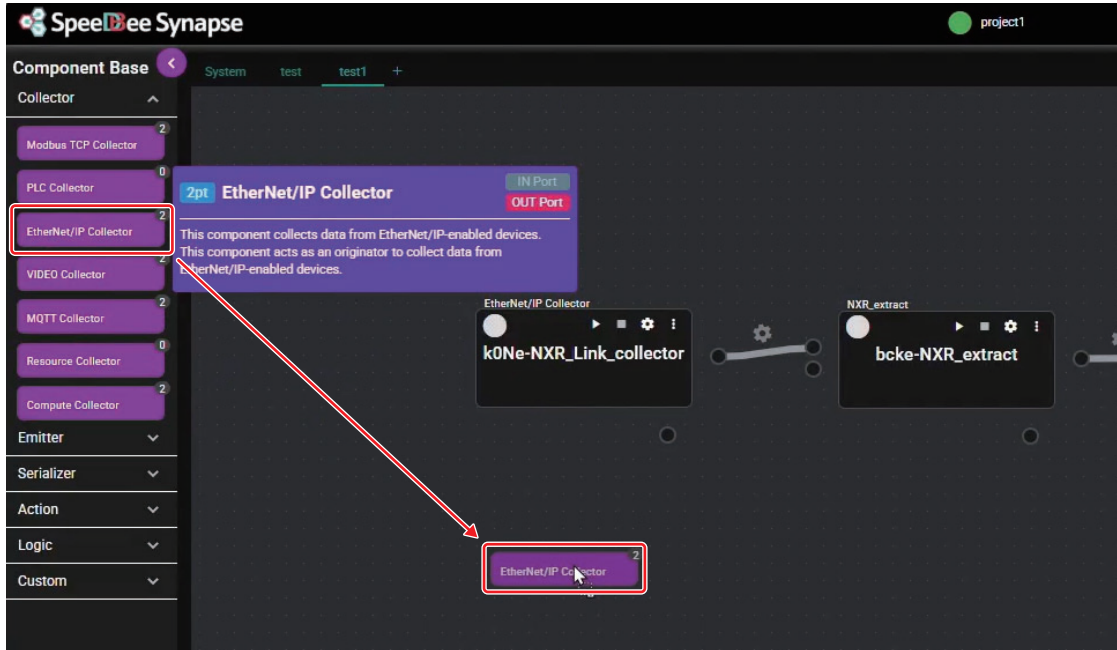 SpeeDBee Synapse
project1
Component Base
System
test
test1
+
Collector
2
Modbus TCP Collector
0
PLC Collector
2
EtherNet/IP Collector
2
VIDEO Collector
2
MQTT Collector
0
Resource Collector
2
Compute Collector
Emitter
Serializer
Action
Logic
Custom
2pt EtherNet/IP Collector
IN Port
OUT Port
This component collects data from EtherNet/IP-enabled devices.
This component acts as an originator to collect data from
EtherNet/IP-enabled devices.
EtherNet/IP Collector
k0Ne-NXR_Link_collector
NXR_extract
bcke-NXR_extract
2
EtherNet/IP Collector